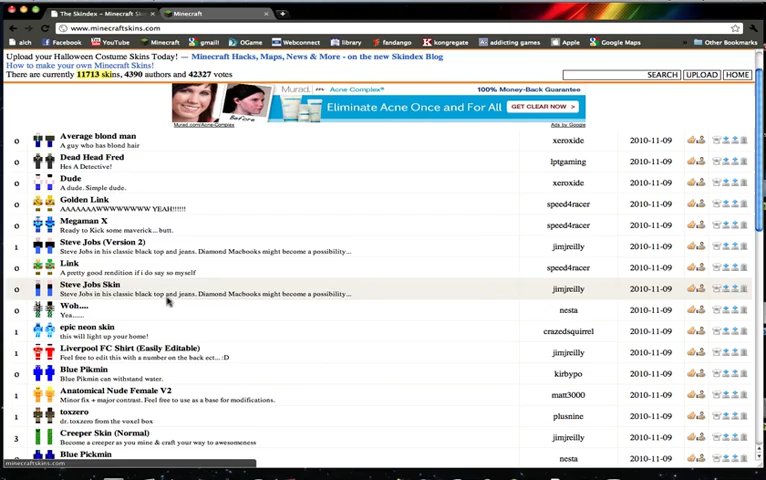 The Skindex - Minecraft Skins
Minecraft
www.minecraftskins.com
alch Facebook YouTube Minecraft gmail OGame Webconnect library fandango kongregate addicting games Apple Google Maps Other Bookmarks
Upload your Halloween Costume Skins Today! — Minecraft Hacks, Maps, News & More - on the new Skindex Blog
How to make your own Minecraft Skins!
There are currently 11713 skins, 4390 authors and 42327 votes
SEARCH UPLOAD HOME
Murad. Acne Complex 100% Money-Back Guarantee
Eliminate Acne Once and For All GET CLEAR NOW >
Before
Murad.com/Acne-Complex Ads by Google
Average blond man
0 A guy who has blond hair xeroxide 2010-11-09
Dead Head Fred
0 Hes A Detective! lptgaming 2010-11-09
Dude
0 A dude. Simple dude. xeroxide 2010-11-09
Golden Link
0 AAAAAAAWWWWWWWW YEAH!!!!!! speed4racer 2010-11-09
Megaman X
0 Ready to Kick some maverick... butt. speed4racer 2010-11-09
Steve Jobs (Version 2)
1 Steve Jobs in his classic black top and jeans. Diamond Macbooks might become a possibility... jimjreilly 2010-11-09
Link
0 A pretty good rendition if i do say so myself speed4racer 2010-11-09
Steve Jobs Skin
0 Steve Jobs in his classic black top and jeans. Diamond Macbooks might become a possibility... jimjreilly 2010-11-09
Woh....
0 Yea...... nesta 2010-11-09
epic neon skin
1 this will light up your home! crazedsquirrel 2010-11-09
Liverpool FC Shirt (Easily Editable)
1 Feel free to edit this with a number on the back ect... :D jimjreilly 2010-11-09
Blue Pikmin
0 Blue Pikmin can withstand water. kirbypo 2010-11-09
Anatomical Nude Female V2
1 Minor fix + major contrast. Feel free to use as a base for modifications. matt3000 2010-11-09
toxzero
1 dr. toxzero from the voxel box plusnine 2010-11-09
Creeper Skin (Normal)
3 Become a creeper as you mine & craft your way to awesomeness jimjreilly 2010-11-09
Blue Pickmin
nesta 2010-11-09
minecraftskins.com